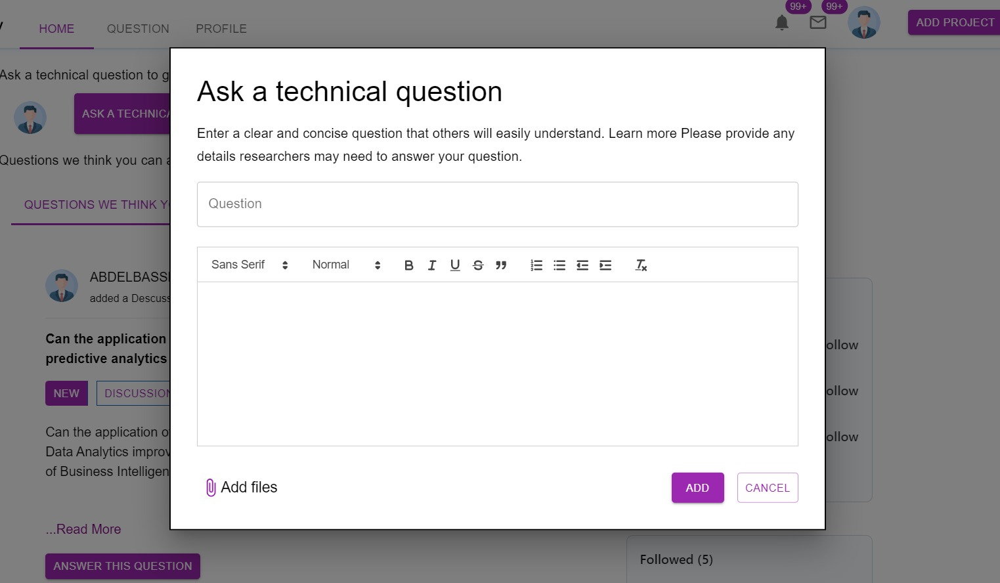 99+ 99+
HOME QUESTION PROFILE ADD PROJECT
Ask a technical question to
ASK A
Questions we think you can
QUESTIONS WE THINK
ABDELBASS
added a Descuss
Can the application
predictive analytics
NEW DISCUSSION
Can the application
Data Analytics improv
of Business Intelligen
...Read More
ANSWER THIS QUESTION
Ask a technical question
Enter a clear and concise question that others will easily understand. Learn more Please provide any
details researchers may need to answer your question.
Question
Sans Serif Normal B I U S
Add files
ADD CANCEL
ollow
ollow
ollow
Followed (5)